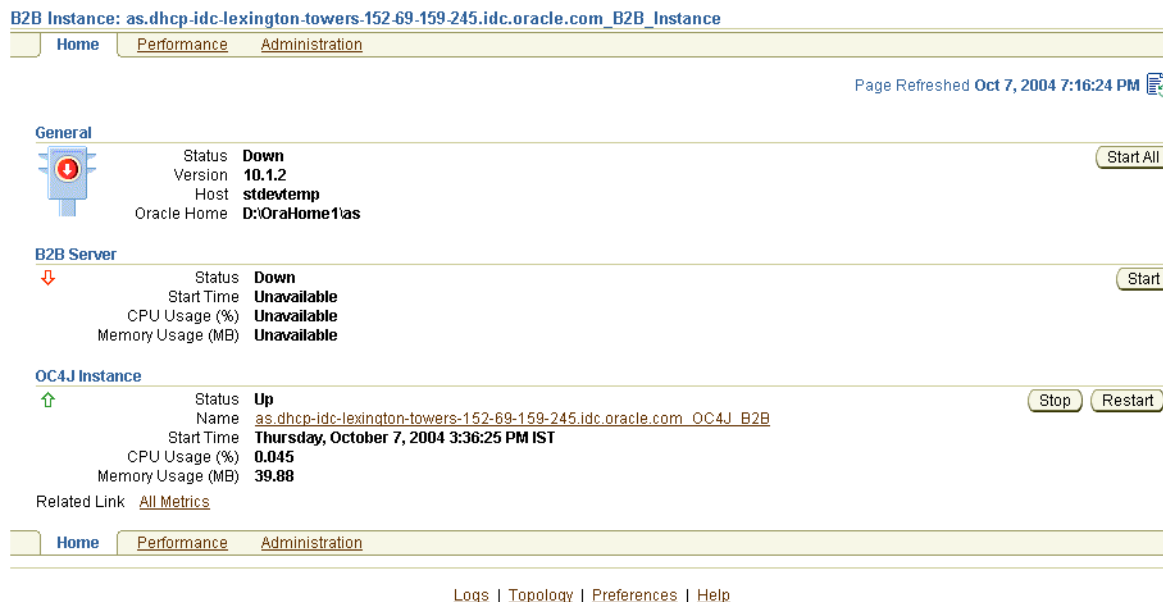 B2B Instance: as.dhcp-idc-lexington-towers-152-69-159-245.idc.oracle.com_B2B_Instance
Home Performance Administration
Page Refreshed Oct 7, 2004 7:16:24 PM
General
Status Down Start All
Version 10.1.2
Host stdevtemp
Oracle Home D:\OraHome1\as
B2B Server
Status Down Start
Start Time Unavailable
CPU Usage (%) Unavailable
Memory Usage (MB) Unavailable
OC4J Instance
Status Up Stop Restart
Name as.dhcp-idc-lexington-towers-152-69-159-245.idc.oracle.com_OC4J_B2B
Start Time Thursday, October 7, 2004 3:36:25 PM IST
CPU Usage (%) 0.045
Memory Usage (MB) 39.88
Related Link All Metrics
Home Performance Administration
Logs | Topology | Preferences | Help